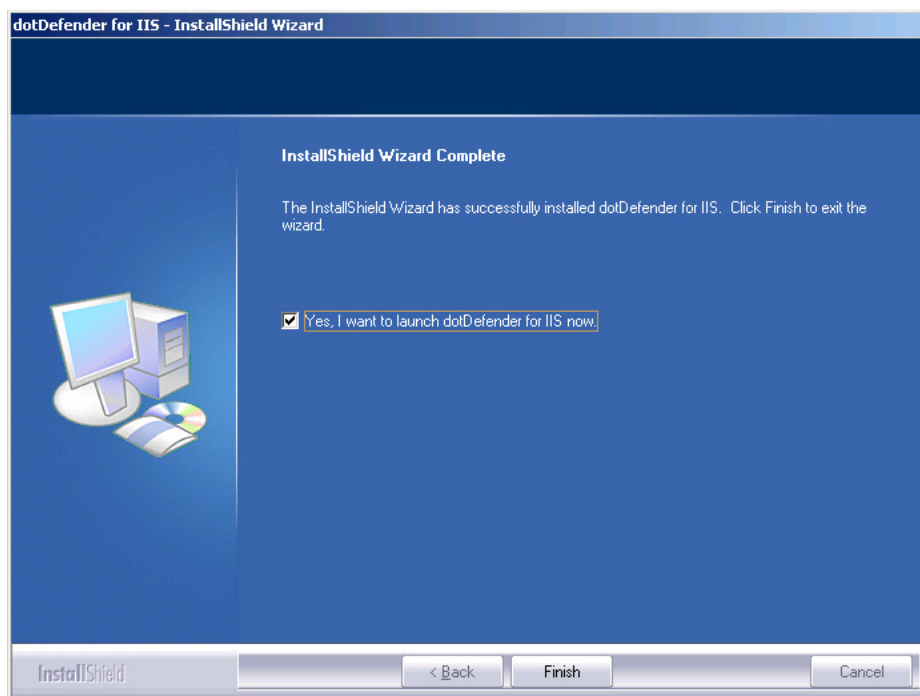 dotDefender for IIS - InstallShield Wizard
InstallShield Wizard Complete
The InstallShield Wizard has successfully installed dotDefender for IIS. Click Finish to exit the
wizard.
Yes, I want to launch dotDefender for IIS now.
InstallShield
< Back
Finish
Cancel